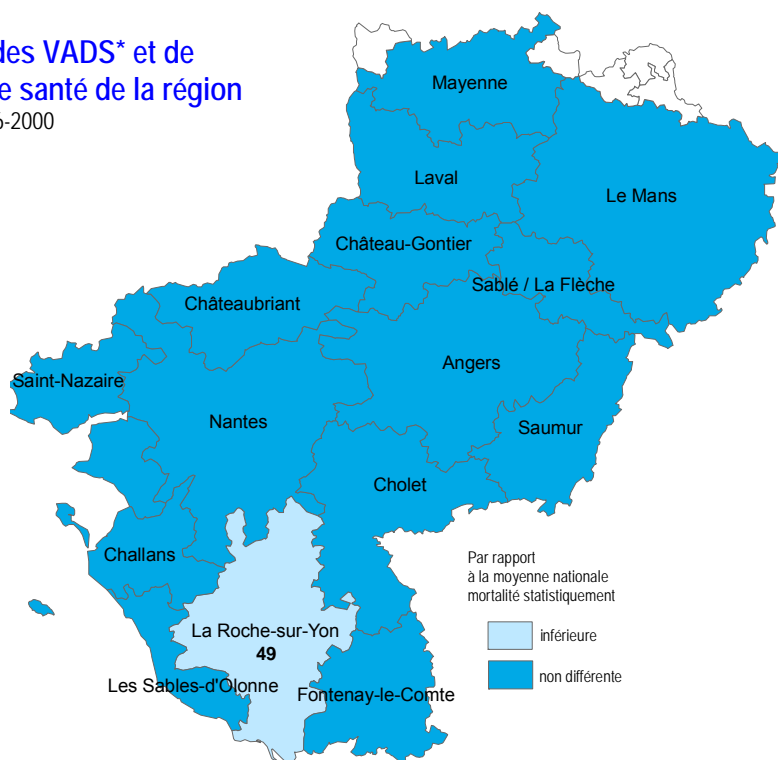 des VADS* et de
e santé de la région
-2000
Mayenne
Laval
Le Mans
Château-Gontier
Sablé / La Flèche
Châteaubriant
Angers
Saint-Nazaire
Nantes
Saumur
Cholet
Challans
Par rapport
à la moyenne nationale
mortalité statistiquement
inférieure
non différente
La Roche-sur-Yon
49
Les Sables-d'Olonne
Fontenay-le-Comte